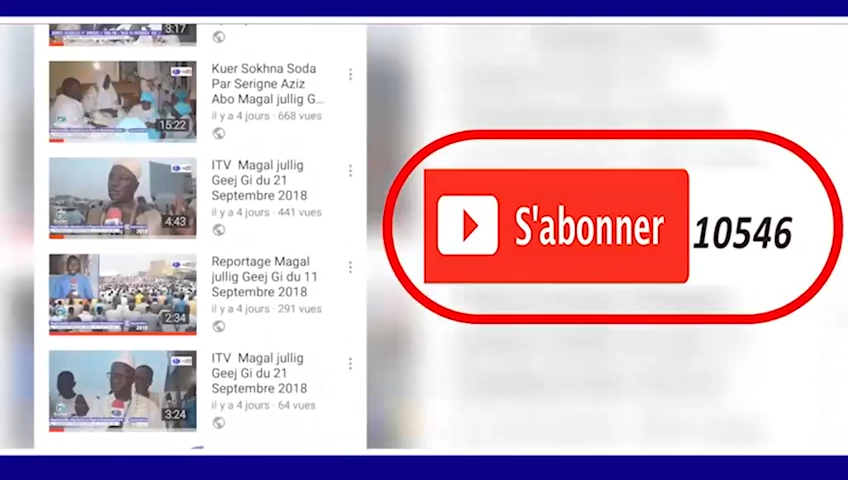 3:17
Kuer Sokhna Soda
Par Serigne Aziz
Abo Magal jullig G...
il y a 4 jours · 668 vues
15:22
ITV Magal jullig
Geej Gi du 21
Septembre 2018
il y a 4 jours · 441 vues
4:43
Reportage Magal
jullig Geej Gi du 11
Septembre 2018
il y a 4 jours · 291 vues
2:34
2018
ITV Magal jullig
Geej Gi du 21
Septembre 2018
il y a 4 jours · 64 vues
3:24
S'abonner
10546